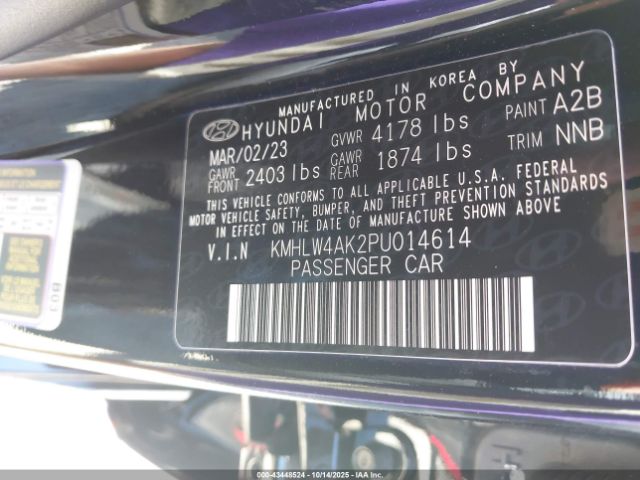 MANUFACTURED IN KOREA BY
HYUNDAI MOTOR COMPANY
MAR/02/23 GVWR 4178 lbs PAINT A2B
GAWR FRONT 2403 lbs GAWR REAR 1874 lbs TRIM NNB
THIS VEHICLE CONFORMS TO ALL APPLICABLE U.S.A. FEDERAL
MOTOR VEHICLE SAFETY, BUMPER, AND THEFT PREVENTION STANDARDS
IN EFFECT ON THE DATE OF MANUFACTURE SHOWN ABOVE.
V.I.N KMHLW4AK2PU014614
PASSENGER CAR
B03
000-43448524 | 10/14/2025 | IAA Inc.